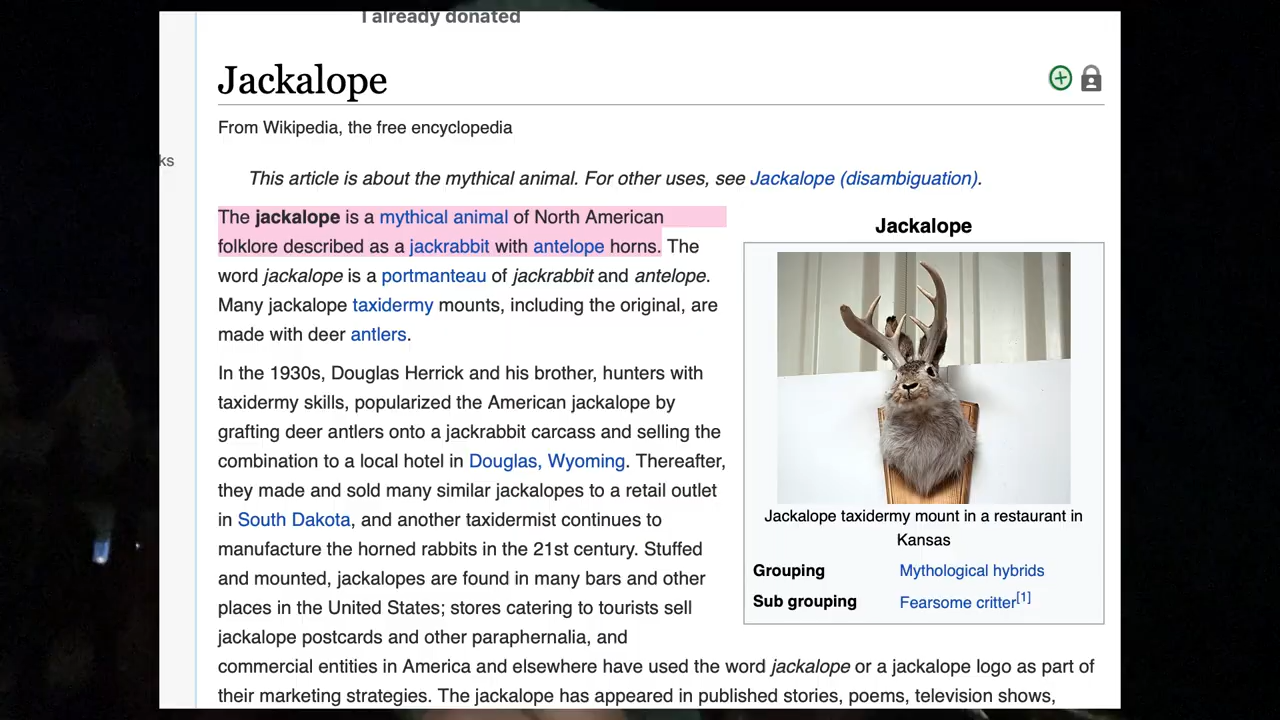 I already donated
Jackalope
From Wikipedia, the free encyclopedia
ks
This article is about the mythical animal. For other uses, see Jackalope (disambiguation).
The jackalope is a mythical animal of North American
folklore described as a jackrabbit with antelope horns. The
word jackalope is a portmanteau of jackrabbit and antelope.
Many jackalope taxidermy mounts, including the original, are
made with deer antlers.
In the 1930s, Douglas Herrick and his brother, hunters with
taxidermy skills, popularized the American jackalope by
grafting deer antlers onto a jackrabbit carcass and selling the
combination to a local hotel in Douglas, Wyoming. Thereafter,
they made and sold many similar jackalopes to a retail outlet
in South Dakota, and another taxidermist continues to
manufacture the horned rabbits in the 21st century. Stuffed
and mounted, jackalopes are found in many bars and other
places in the United States; stores catering to tourists sell
jackalope postcards and other paraphernalia, and
commercial entities in America and elsewhere have used the word jackalope or a jackalope logo as part of
their marketing strategies. The jackalope has appeared in published stories, poems, television shows,
Jackalope
Jackalope taxidermy mount in a restaurant in
Kansas
Grouping Mythological hybrids
Sub grouping Fearsome critter[1]